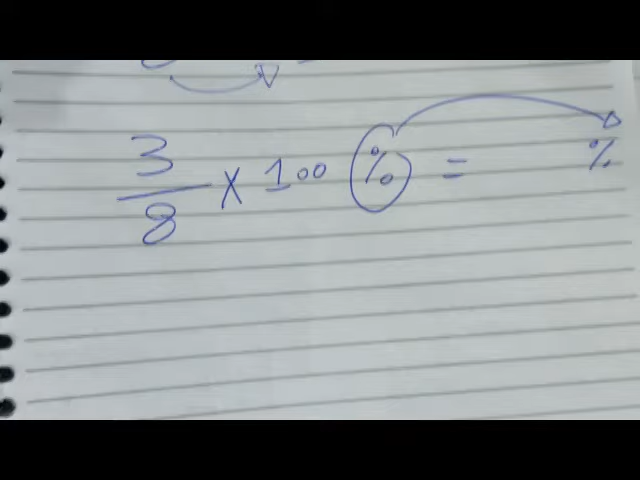 3/8 x 100 % = %